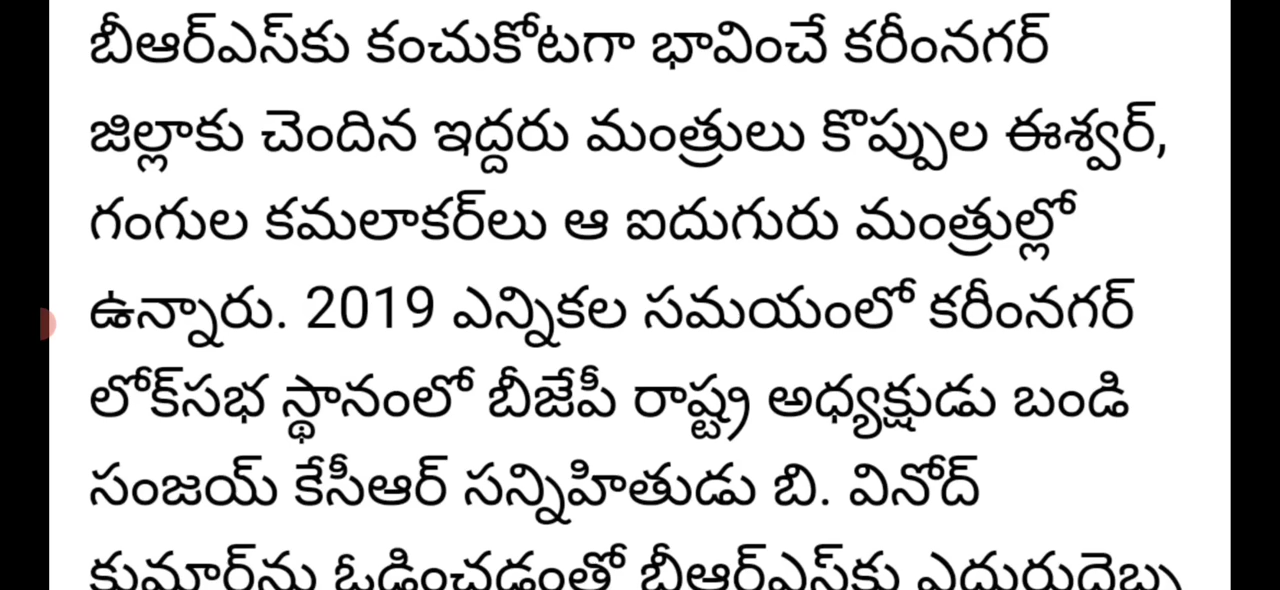 బీఆర్ఎస్‌కు కంచుకోటగా భావించే కరీంనగర్
జిల్లాకు చెందిన ఇద్దరు మంత్రులు కొప్పుల ఈశ్వర్,
గంగుల కమలాకర్‌లు ఆ ఐదుగురు మంత్రుల్లో
ఉన్నారు. 2019 ఎన్నికల సమయంలో కరీంనగర్
లోక్‌సభ స్థానంలో బీజేపీ రాష్ట్ర అధ్యక్షుడు బండి
సంజయ్ కేసీఆర్ సన్నిహితుడు బి. వినోద్
కుమార్‌ను ఓడించడంతో బీఆర్ఎస్‌కు ఎదురుదెబ్బ